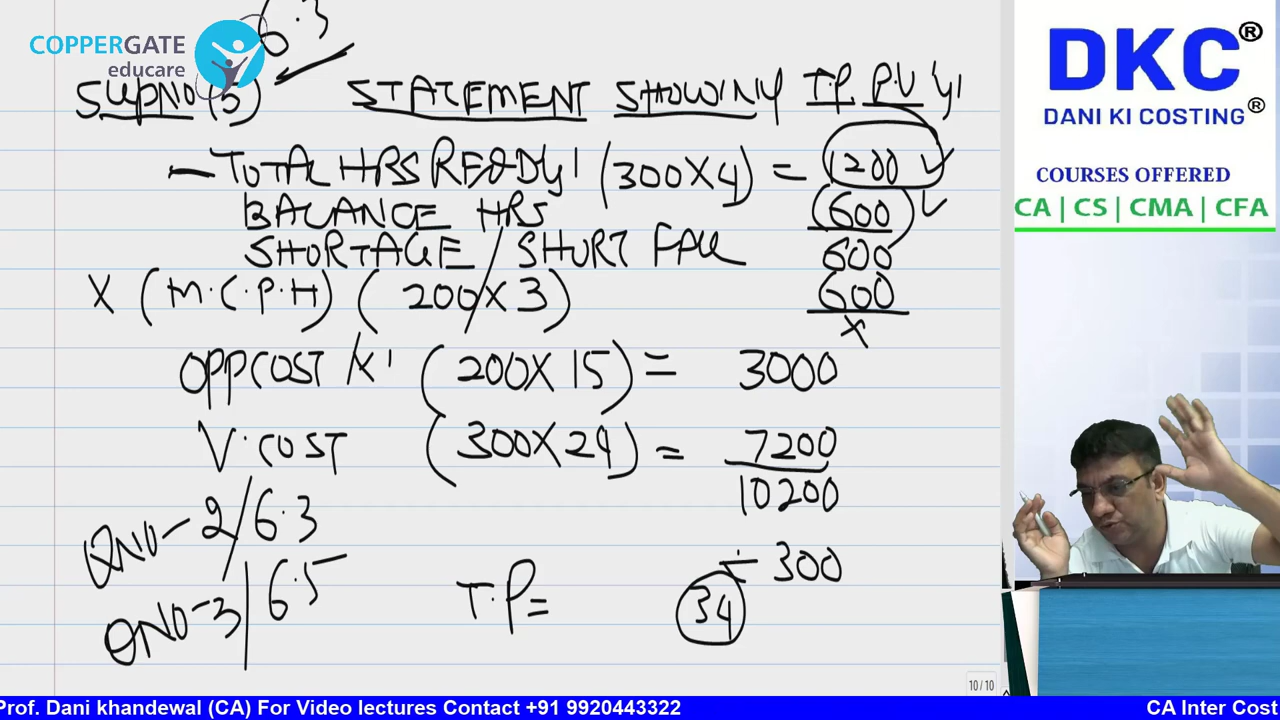 6.3
COPPERGATE
educare
STATEMENT SHOWING T.P. P.U 'Y'
- TOTAL HRS REQD Y' (300X4) = 1200
BALANCE HRS (600)
SHORTAGE / SHORT FALL 600
X (M.C.P.H) (200X3) 600
X
OPP COST 'X' (200X15) = 3000
V. COST (300X24) = 7200
10200
QNO-2/6.3
÷ 300
QNO-3/6.5
T.P= 34
10/10
DKC®
DANI KI COSTING®
COURSES OFFERED
CA | CS | CMA | CFA
Prof. Dani khandewal (CA) For Video lectures Contact +91 9920443322
CA Inter Cost